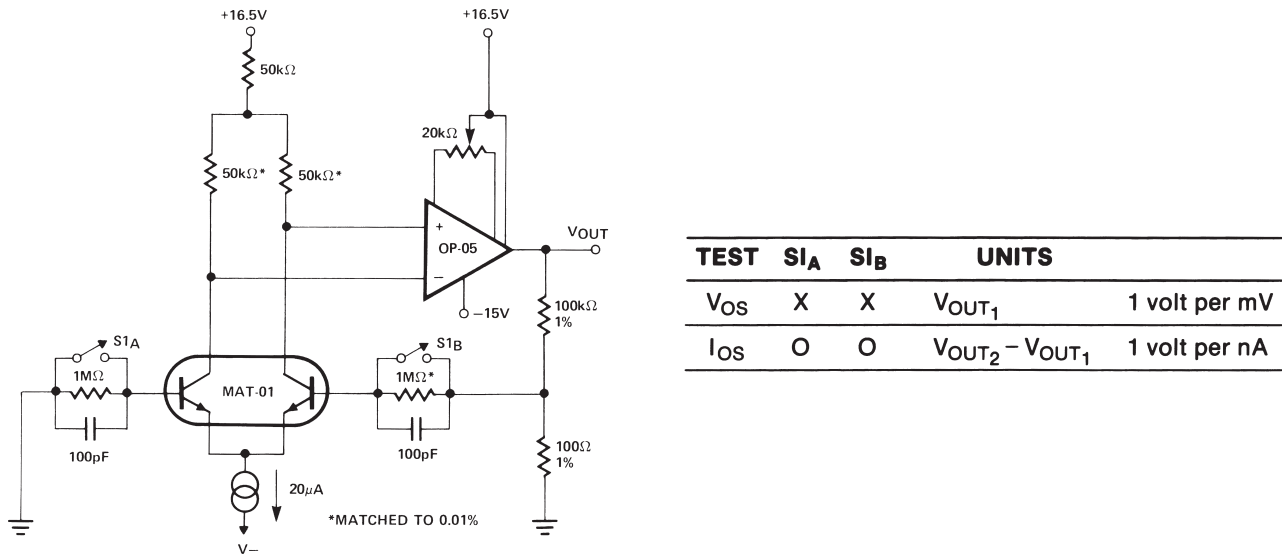 +16.5V
+16.5V
50kΩ
20kΩ
50kΩ*
50kΩ*
+
OP-05
−
VOUT
−15V
100kΩ
1%
S1A
S1B
1MΩ
MAT-01
1MΩ*
100pF
100pF
100Ω
1%
20μA
*MATCHED TO 0.01%
V−
TEST SIA SIB UNITS
VOS X X VOUT1 1 volt per mV
IOS O O VOUT2 − VOUT1 1 volt per nA